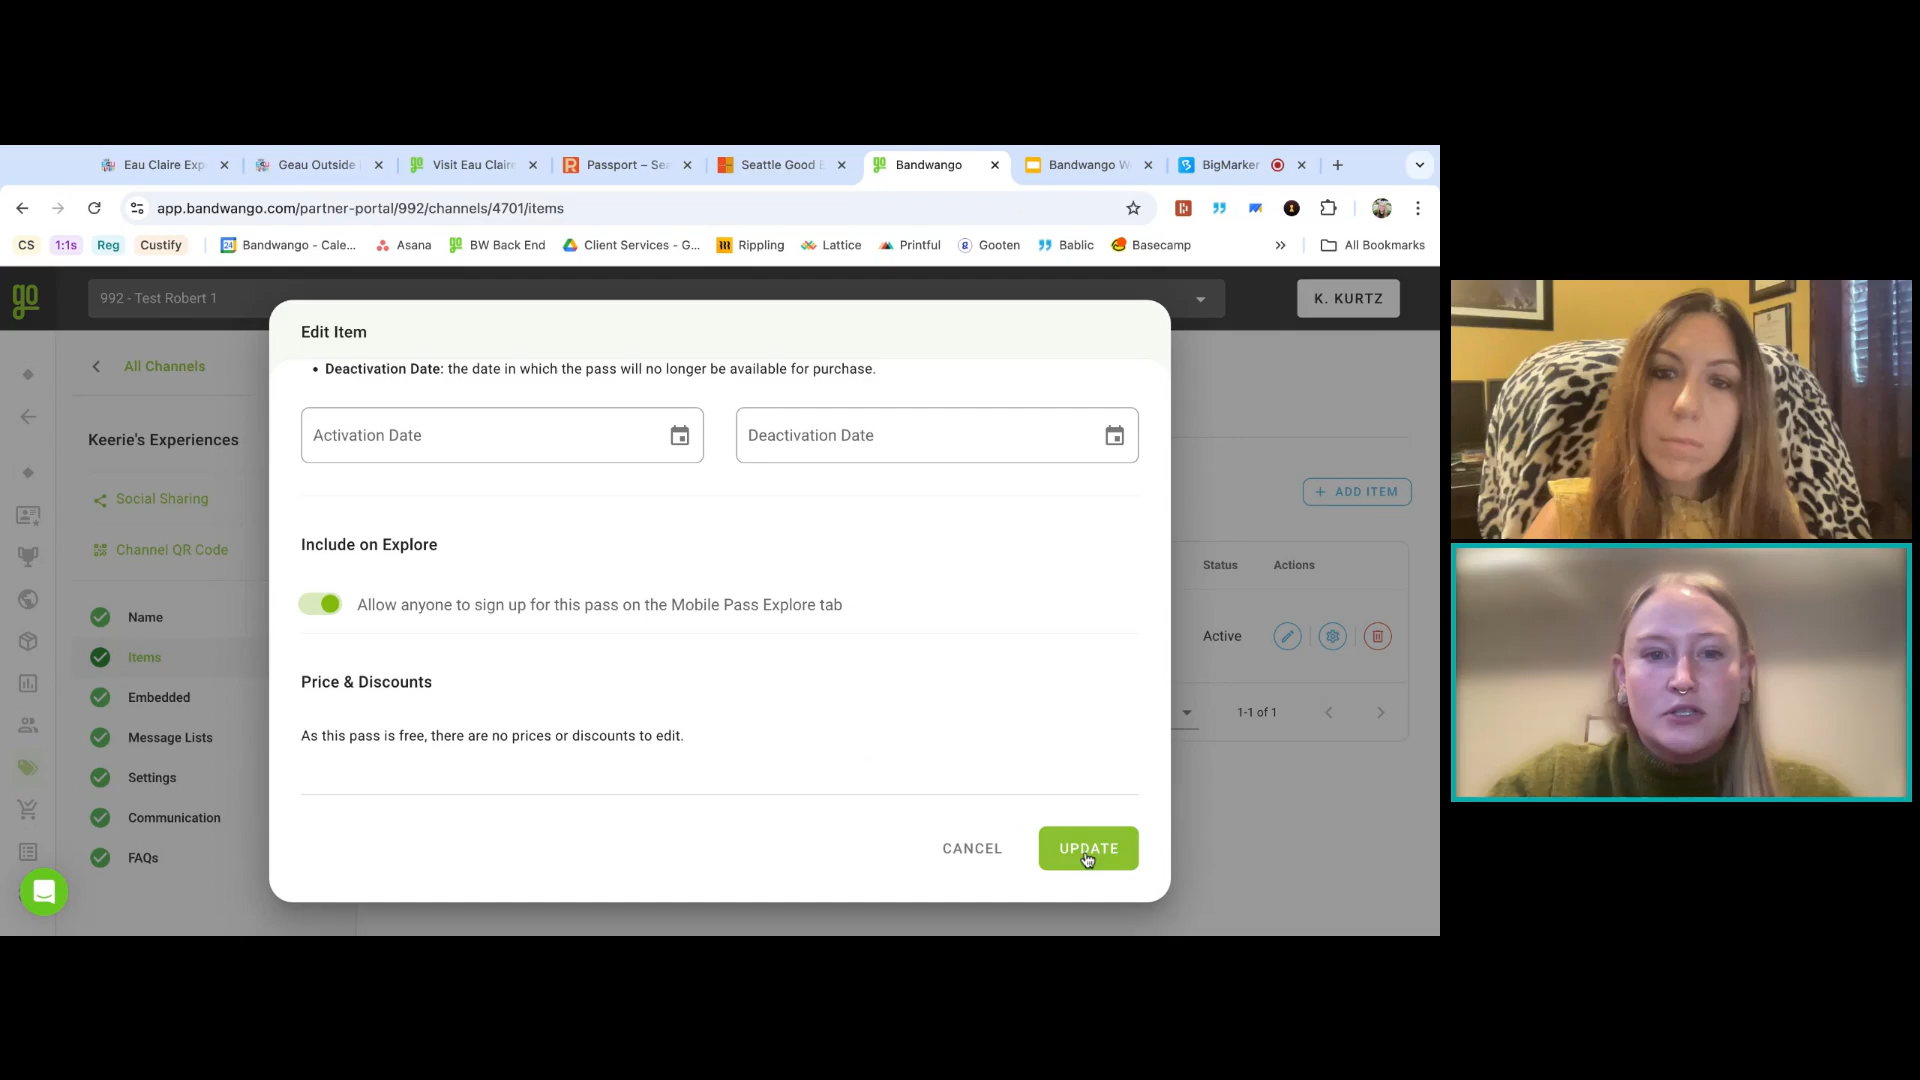 Eau Claire Exp
Geau Outside
Visit Eau Claire
Passport – Sea
Seattle Good B
Bandwango
Bandwango W
BigMarker
app.bandwango.com/partner-portal/992/channels/4701/items
CS
1:1s
Reg
Custify
Bandwango - Cale...
Asana
BW Back End
Client Services - G...
Rippling
Lattice
Printful
Gooten
Bablic
Basecamp
All Bookmarks
go
992 - Test Robert 1
K. KURTZ
All Channels
Keerie's Experiences
Social Sharing
Channel QR Code
Name
Items
Embedded
Message Lists
Settings
Communication
FAQs
Edit Item
• Deactivation Date: the date in which the pass will no longer be available for purchase.
Activation Date
Deactivation Date
Include on Explore
Allow anyone to sign up for this pass on the Mobile Pass Explore tab
Price & Discounts
As this pass is free, there are no prices or discounts to edit.
CANCEL
UPDATE
+ ADD ITEM
Status
Actions
Active
1-1 of 1